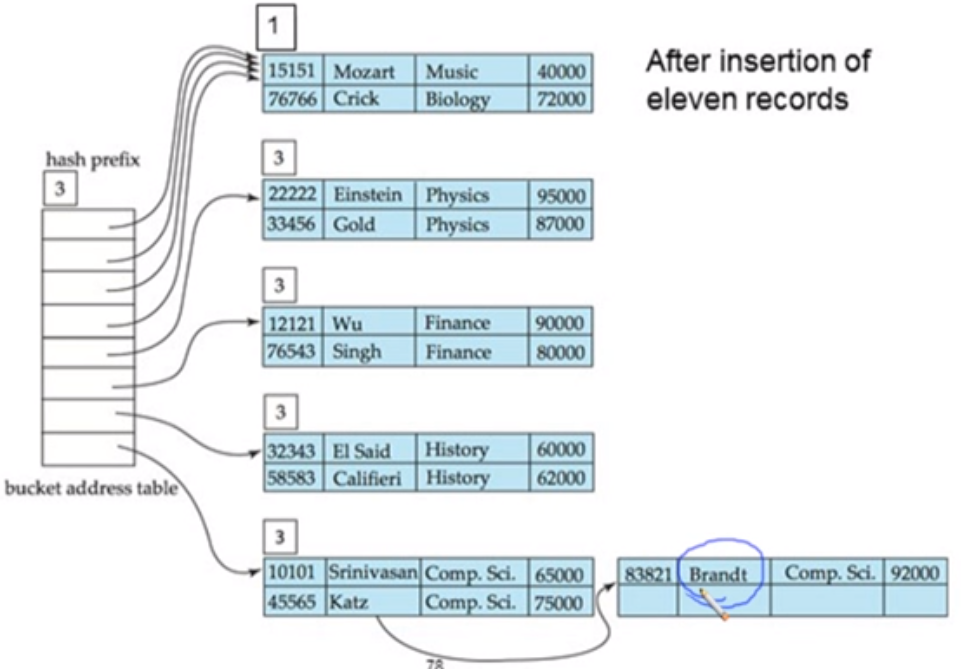 1
15151 Mozart Music 40000
76766 Crick Biology 72000
After insertion of
eleven records
hash prefix
3
3
22222 Einstein Physics 95000
33456 Gold Physics 87000
3
12121 Wu Finance 90000
76543 Singh Finance 80000
3
32343 El Said History 60000
58583 Califieri History 62000
bucket address table
3
10101 Srinivasan Comp. Sci. 65000
45565 Katz Comp. Sci. 75000
83821 Brandt Comp. Sci. 92000
78